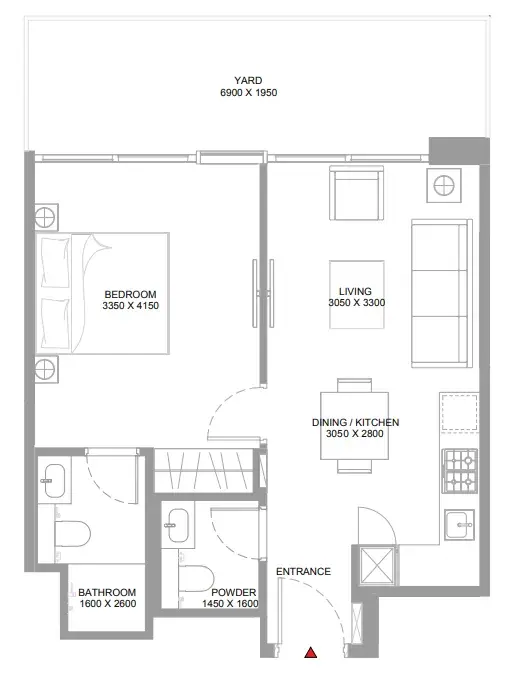 YARD
6900 X 1950
BEDROOM
3350 X 4150
LIVING
3050 X 3300
DINING / KITCHEN
3050 X 2800
ENTRANCE
BATHROOM
1600 X 2600
POWDER
1450 X 1600